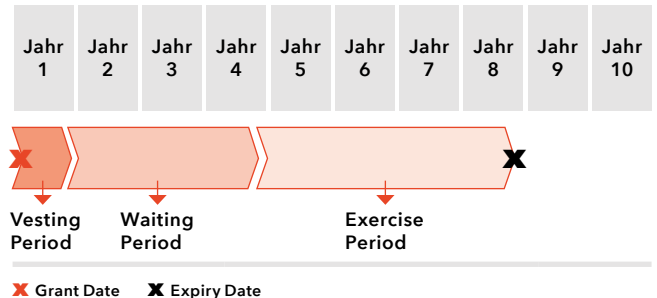 Jahr 1
Jahr 2
Jahr 3
Jahr 4
Jahr 5
Jahr 6
Jahr 7
Jahr 8
Jahr 9
Jahr 10
Vesting
Period
Waiting
Period
Exercise
Period
Grant Date
Expiry Date